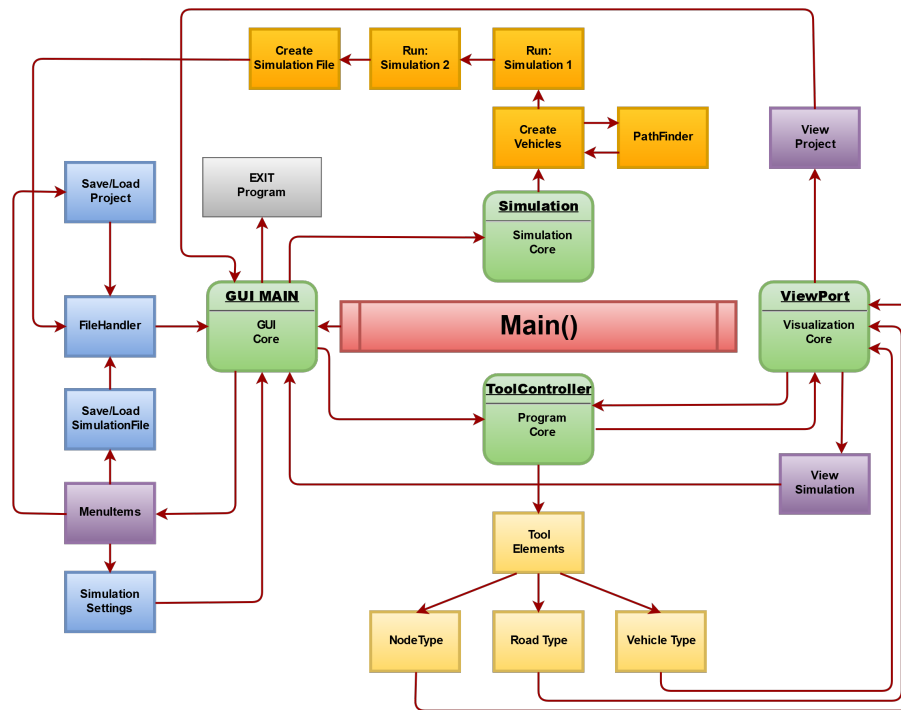 Create
Simulation File
Run:
Simulation 2
Run:
Simulation 1
Create
Vehicles
PathFinder
View
Project
Save/Load
Project
EXIT
Program
Simulation
Simulation
Core
FileHandler
GUI MAIN
GUI
Core
Main()
ViewPort
Visualization
Core
Save/Load
SimulationFile
ToolController
Program
Core
MenuItems
View
Simulation
Tool
Elements
Simulation
Settings
NodeType
Road Type
Vehicle Type